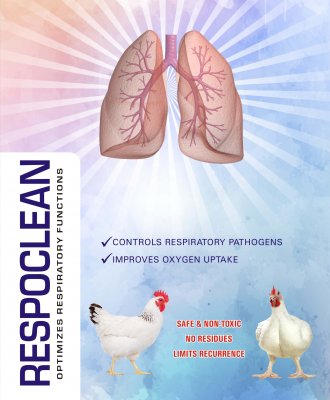 RESPOCLEAN
OPTIMIZES RESPIRATORY FUNCTIONS
CONTROLS RESPIRATORY PATHOGENS
IMPROVES OXYGEN UPTAKE
SAFE & NON-TOXIC
NO RESIDUES
LIMITS RECURRENCE